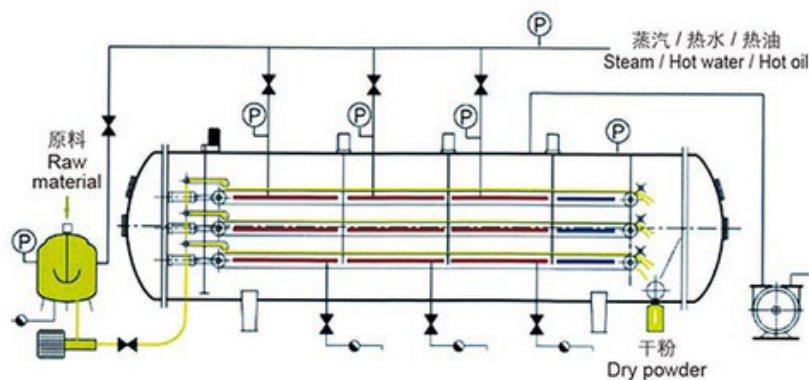 P
蒸汽 / 热水 / 热油
Steam / Hot water / Hot oil
P
P
P
P
原料
Raw
material
P
干粉
Dry powder